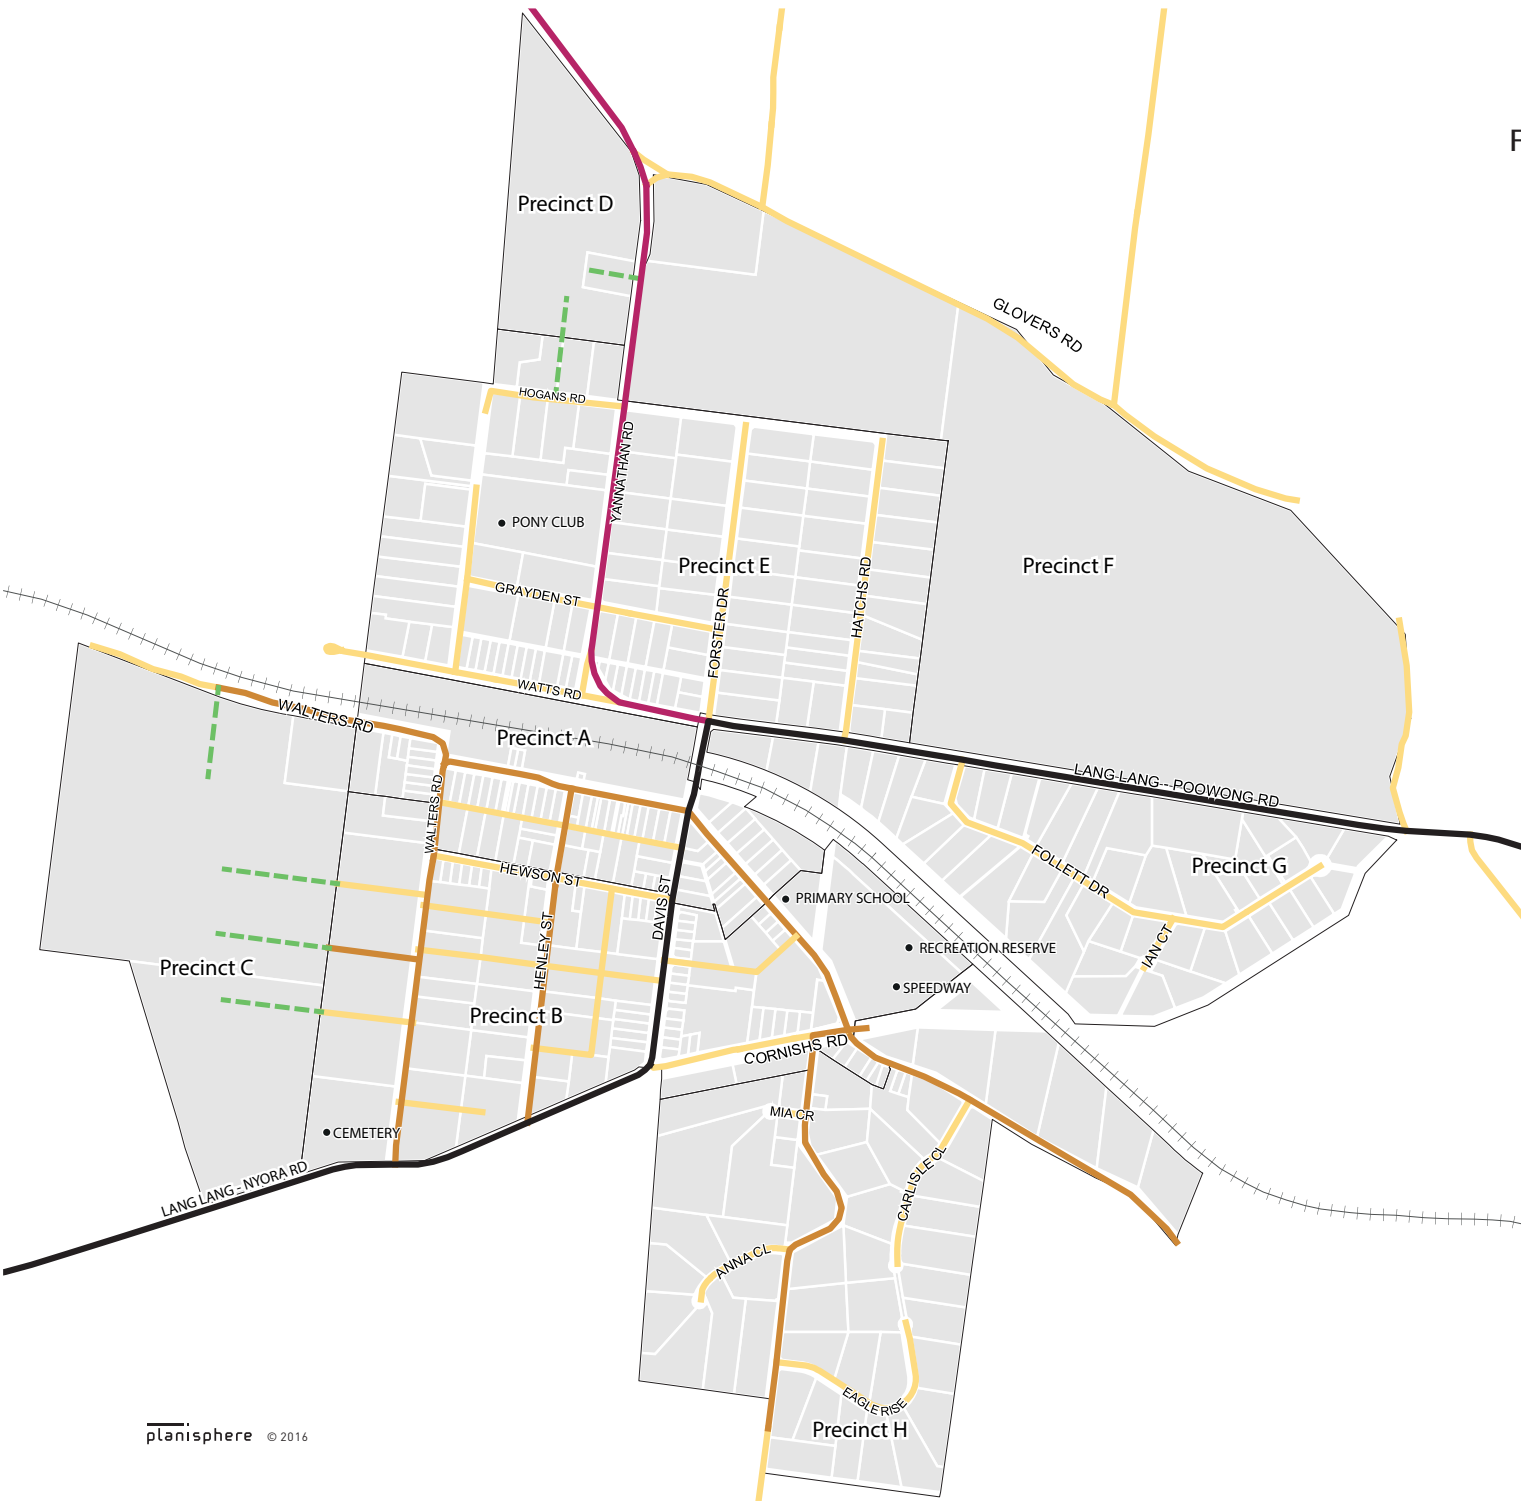 F
Precinct D
GLOVERS RD
HOGANS RD
YANNATHAN RD
PONY CLUB
Precinct E
Precinct F
GRAYDEN ST
FORSTER DR
HATCHS RD
WATTS RD
WALTERS RD
Precinct A
LANG LANG - POOWONG RD
WALTERS RD
FOLLETT DR
Precinct G
HEWSON ST
DAVIS ST
PRIMARY SCHOOL
HENLEY ST
RECREATION RESERVE
IAN CT
Precinct C
SPEEDWAY
Precinct B
CORNISHS RD
MIA CR
CEMETERY
CARLISLE CL
LANG LANG - NYORA RD
ANNA CL
EAGLE RISE
Precinct H
planisphere © 2016